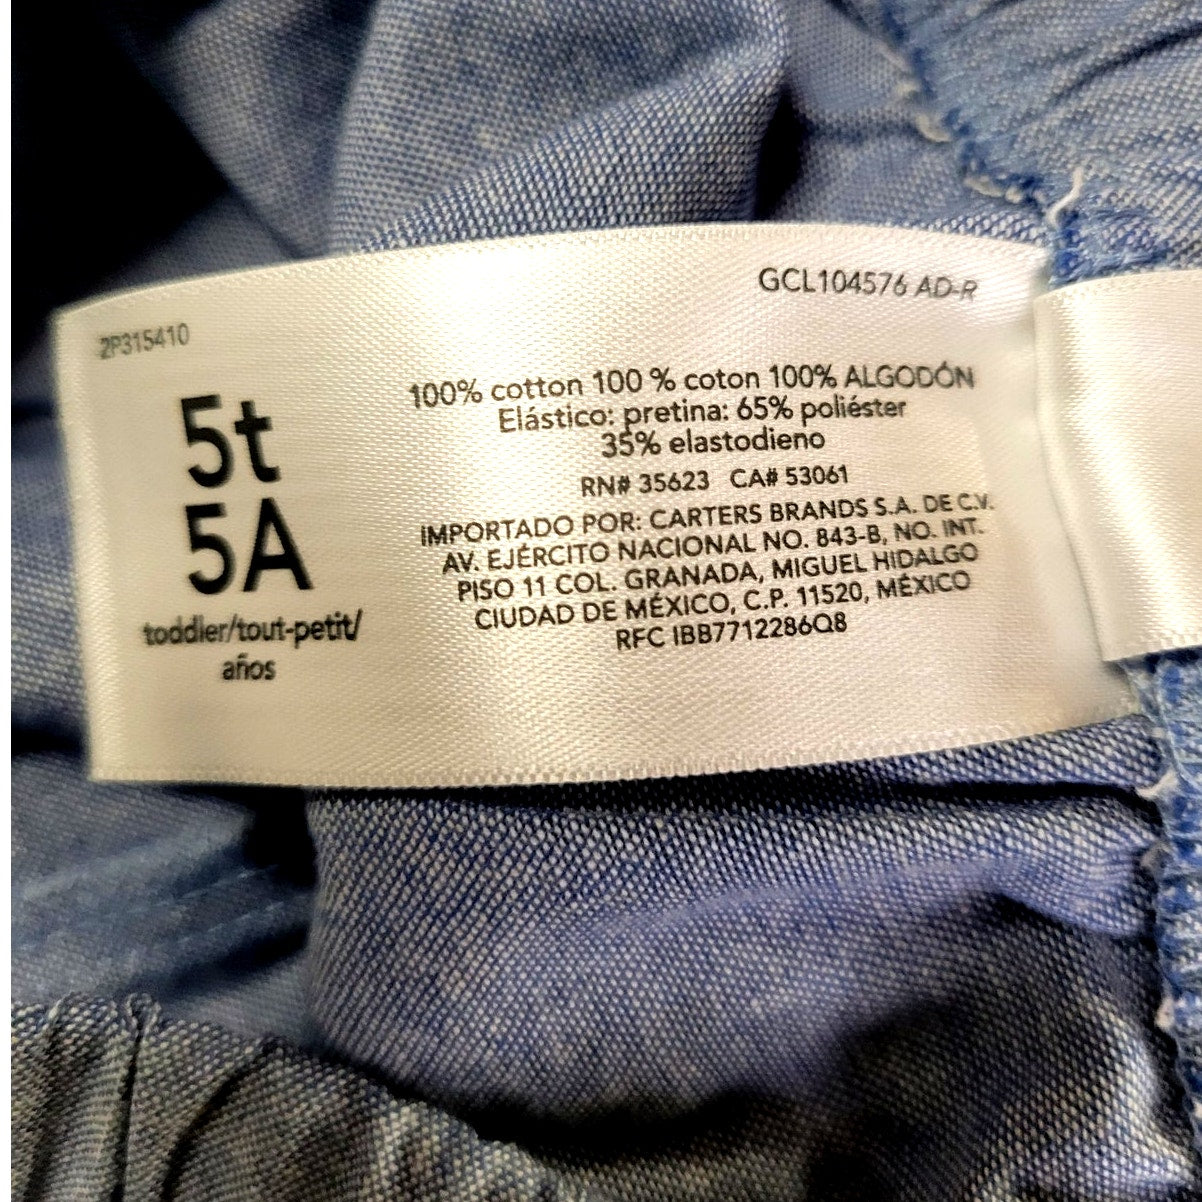 GCL104576 AD-R
2P315410
5t
5A
toddler/tout-petit/
años
100% cotton 100 % coton 100% ALGODÓN
Elástico: pretina: 65% poliéster
35% elastodieno
RN# 35623 CA# 53061
IMPORTADO POR: CARTERS BRANDS S.A. DE C.V.
AV. EJÉRCITO NACIONAL NO. 843-B, NO. INT.
PISO 11 COL. GRANADA, MIGUEL HIDALGO
CIUDAD DE MÉXICO, C.P. 11520, MÉXICO
RFC IBB7712286Q8